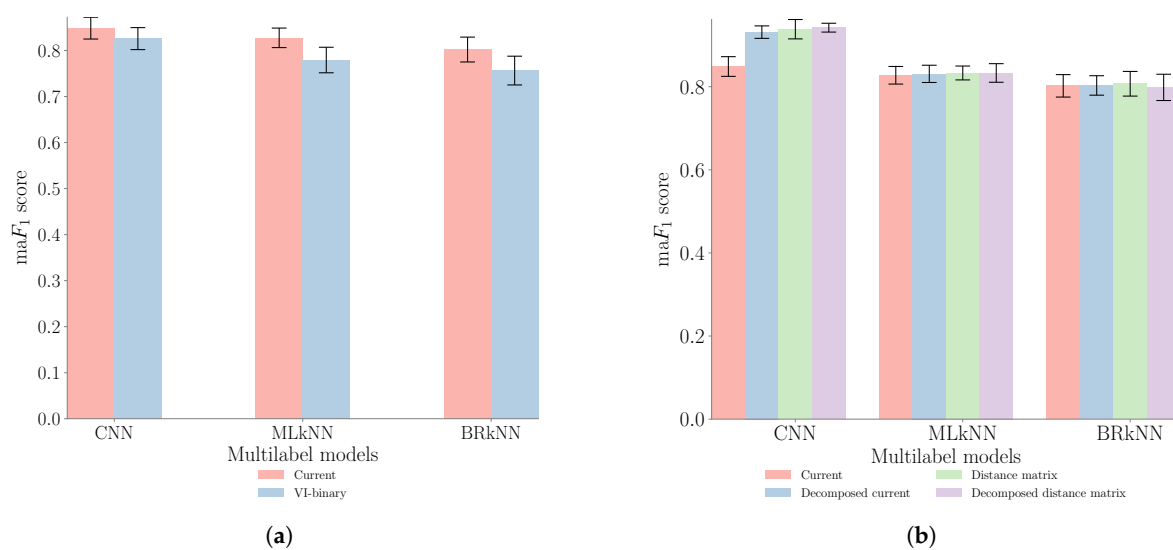 maF1 score
0.8
0.7
0.6
0.5
0.4
0.3
0.2
0.1
0.0
CNN MLkNN BRkNN
Multilabel models
Current
VI-binary
(a)
maF1 score
0.8
0.6
0.4
0.2
0.0
CNN MLkNN BRkNN
Multilabel models
Current Distance matrix
Decomposed current Decomposed distance matrix
(b)